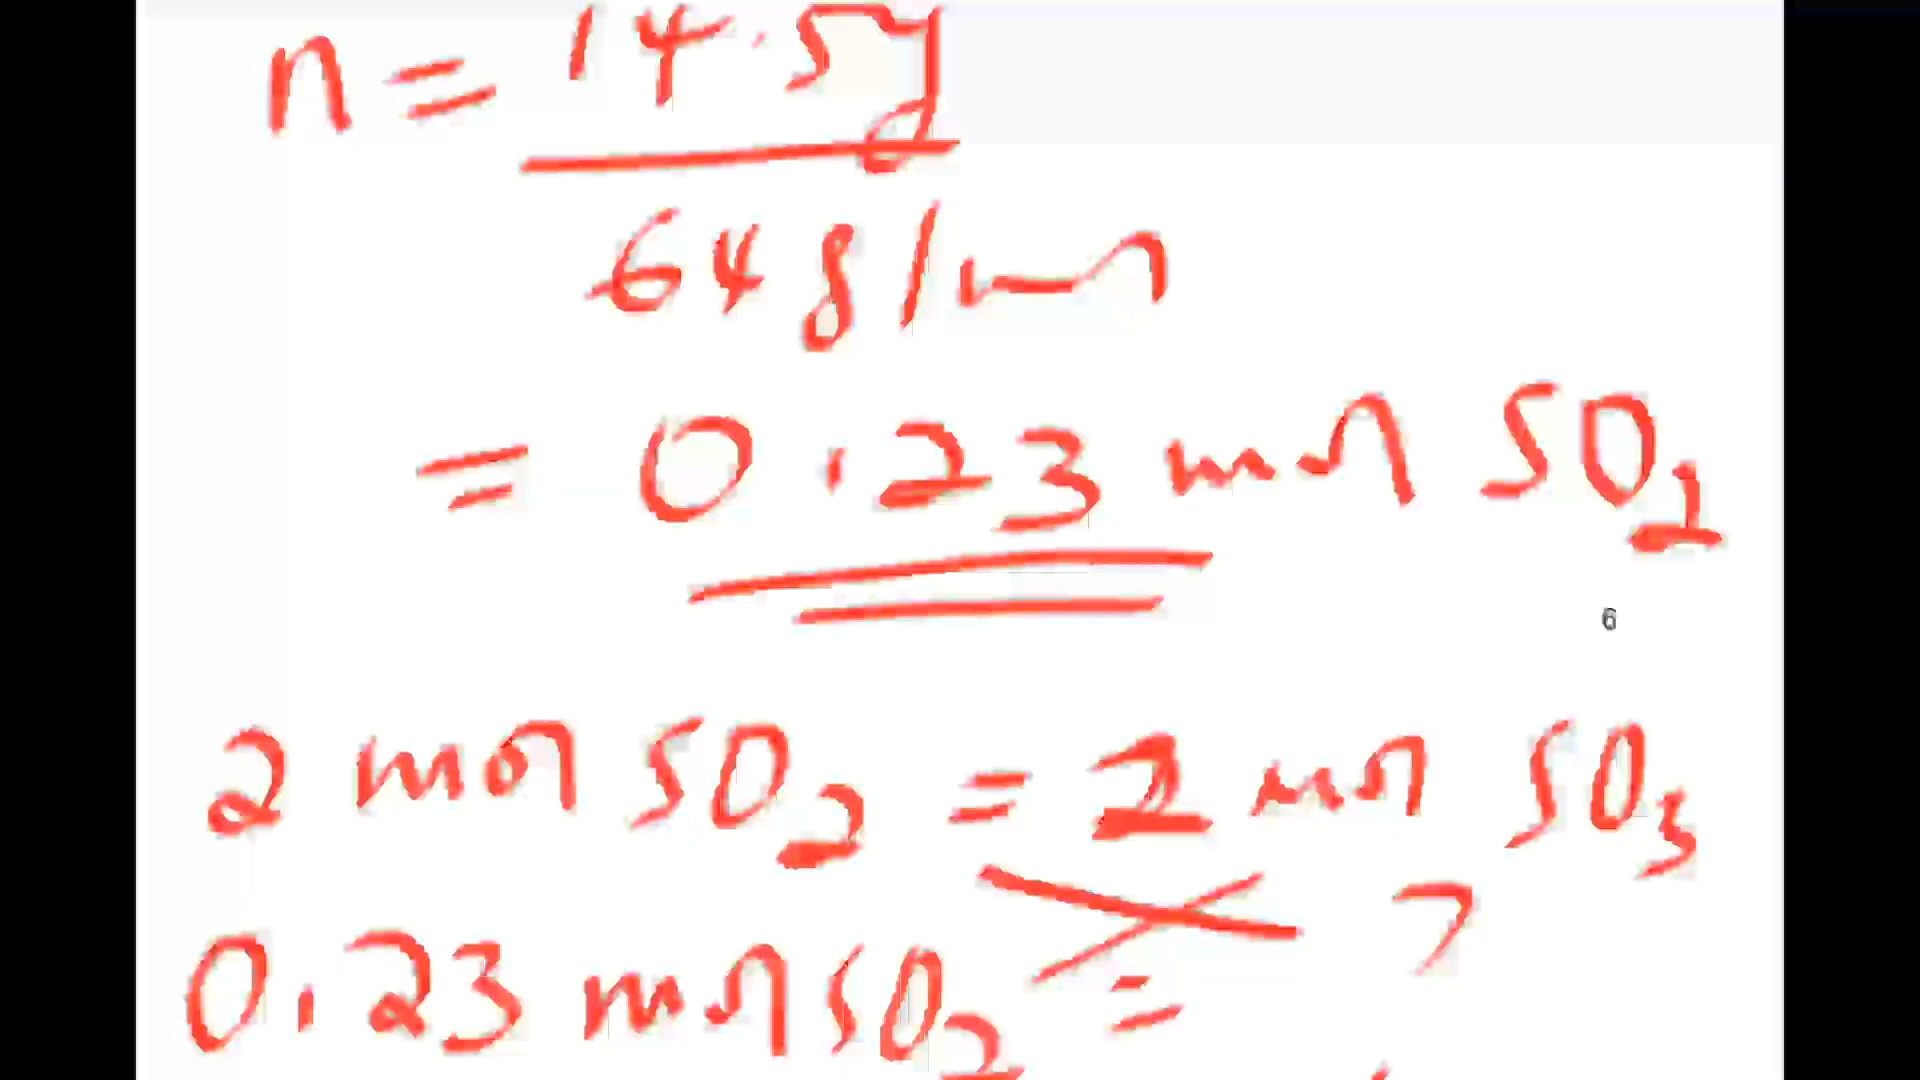 n = 14.5g
64g/mol
= 0.23 mol SO2
6
2 mol SO2 = 2 mol SO3
0.23 mol SO2 = ?